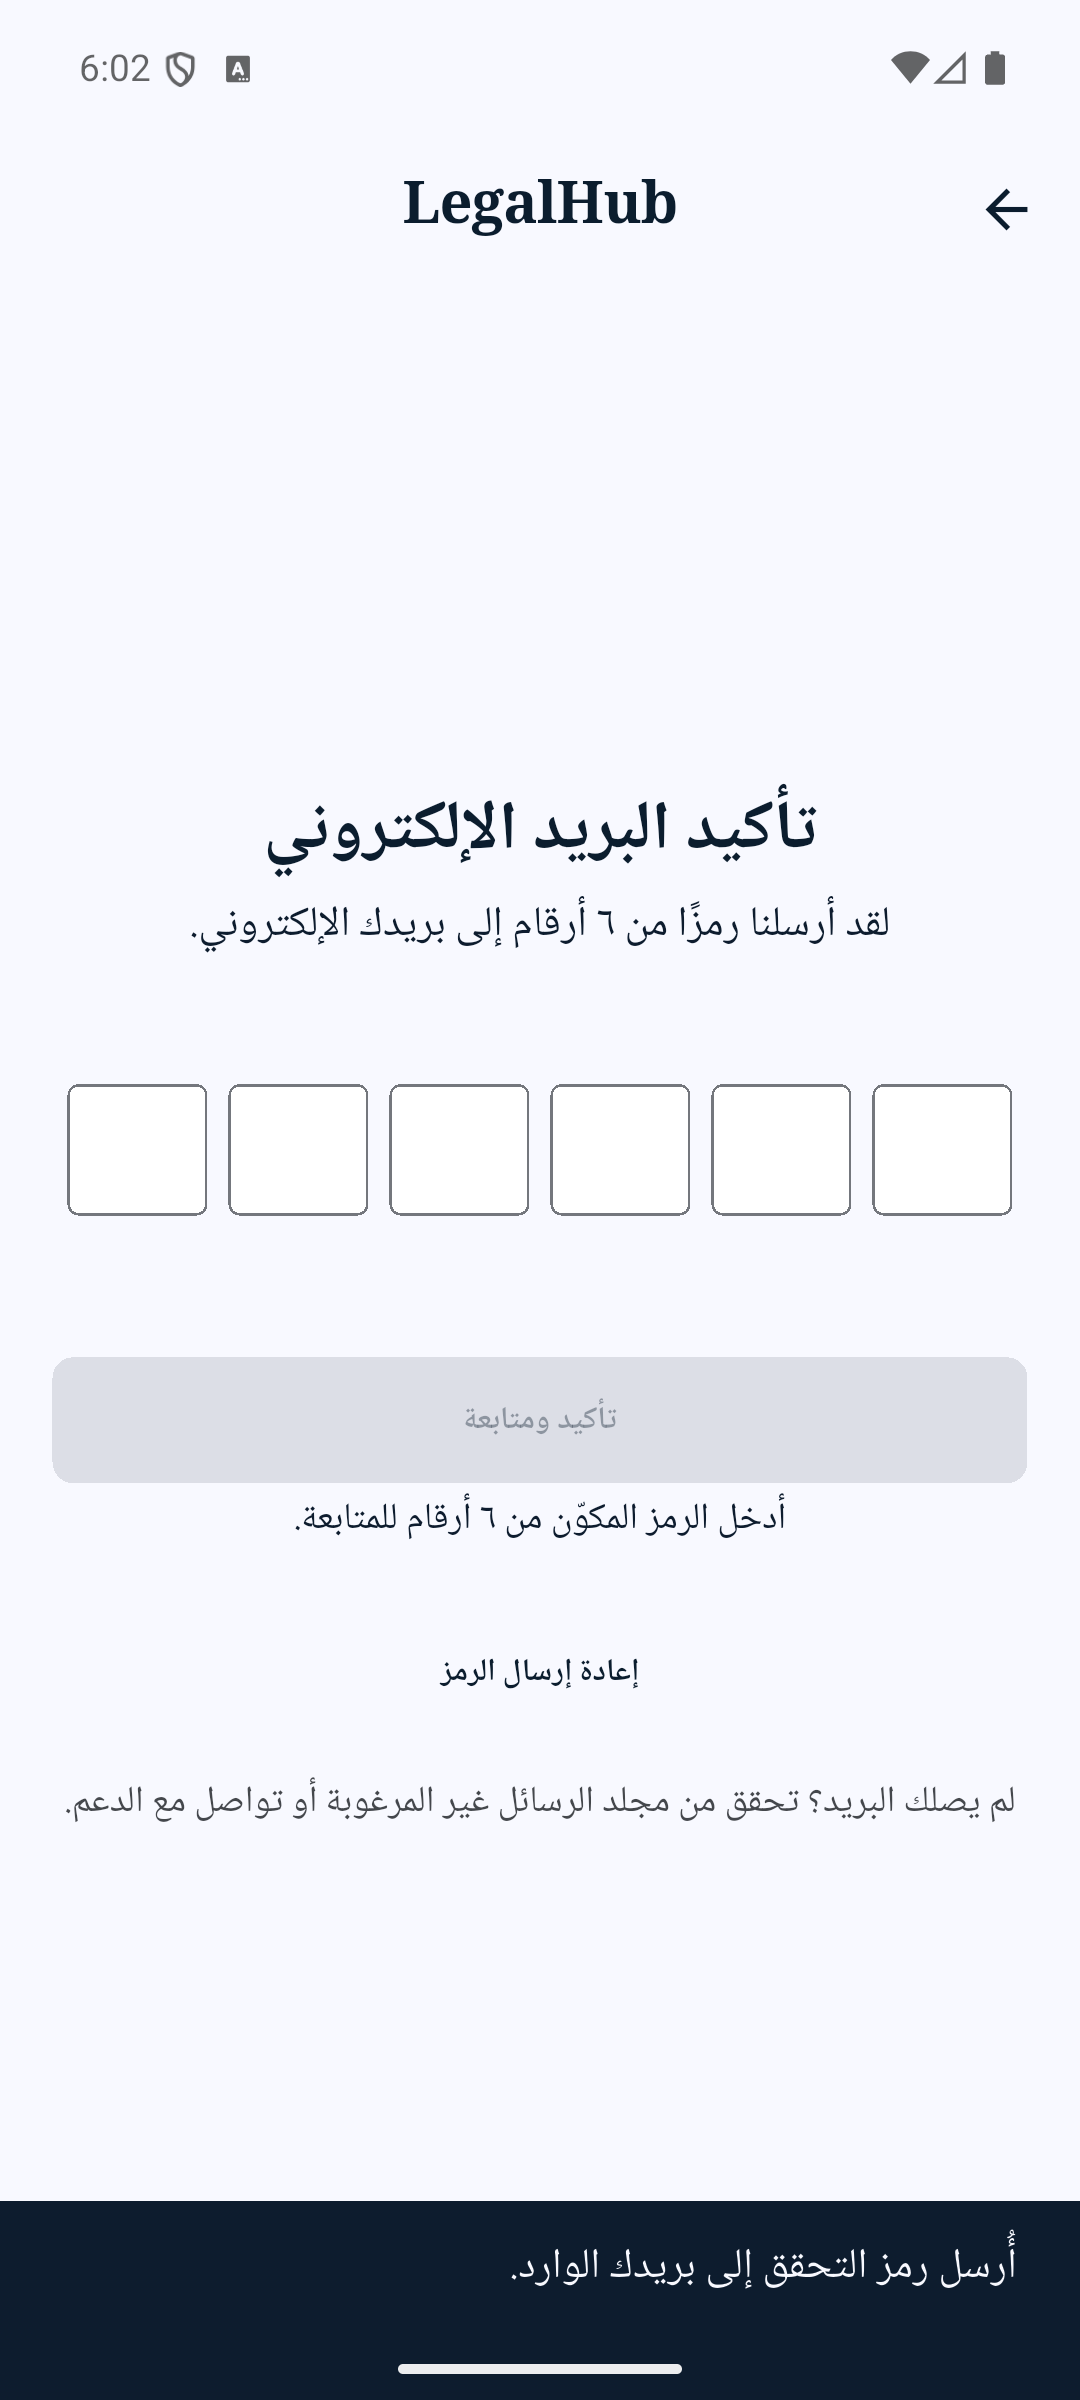 6:02
LegalHub
تأكيد البريد الإلكتروني
لقد أرسلنا رمزًا من ٦ أرقام إلى بريدك الإلكتروني.
تأكيد ومتابعة
أدخل الرمز المكوّن من ٦ أرقام للمتابعة.
إعادة إرسال الرمز
لم يصلك البريد؟ تحقق من مجلد الرسائل غير المرغوبة أو تواصل مع الدعم.
أُرسل رمز التحقق إلى بريدك الوارد.